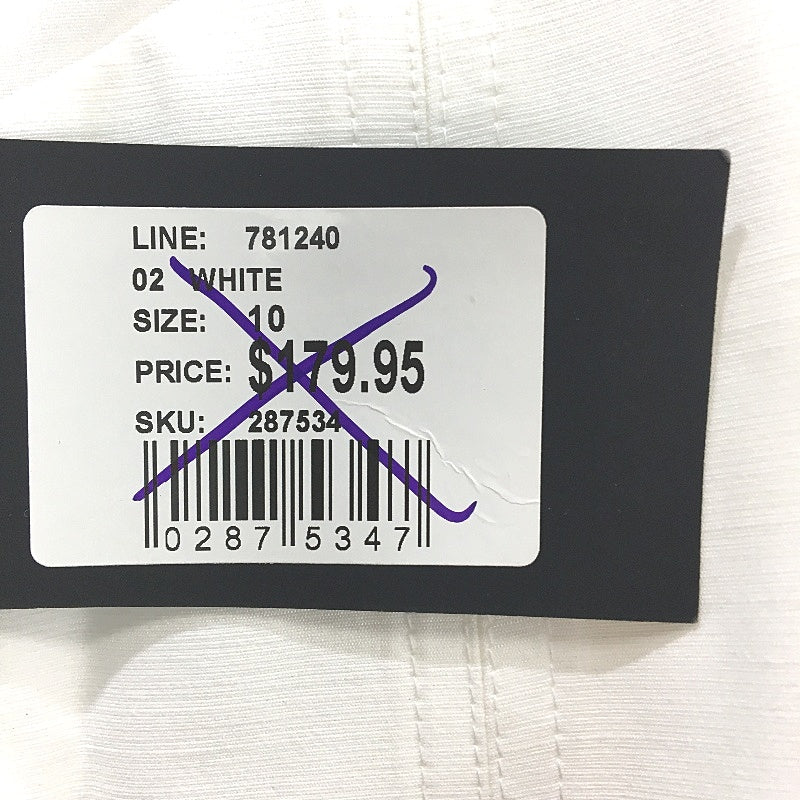 LINE: 781240
02 WHITE
SIZE: 10
PRICE: $179.95
SKU: 287534
0287 5347